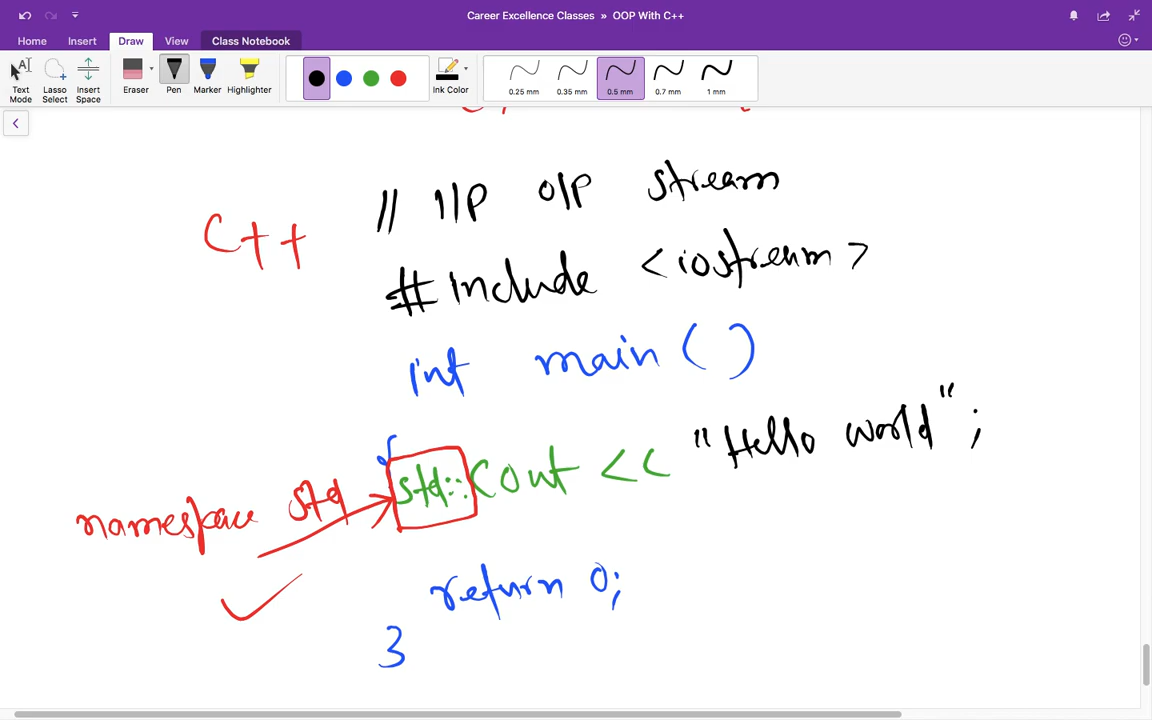 Career Excellence Classes » OOP With C++
Home Insert Draw View Class Notebook
Text Mode Lasso Select Insert Space Eraser Pen Marker Highlighter Ink Color 0.25 mm 0.35 mm 0.5 mm 0.7 mm 1 mm
// I/P O/P stream
C++
#include <iostream>
int main ( )
{
std::cout << "Hello world";
namespace std
return 0;
}